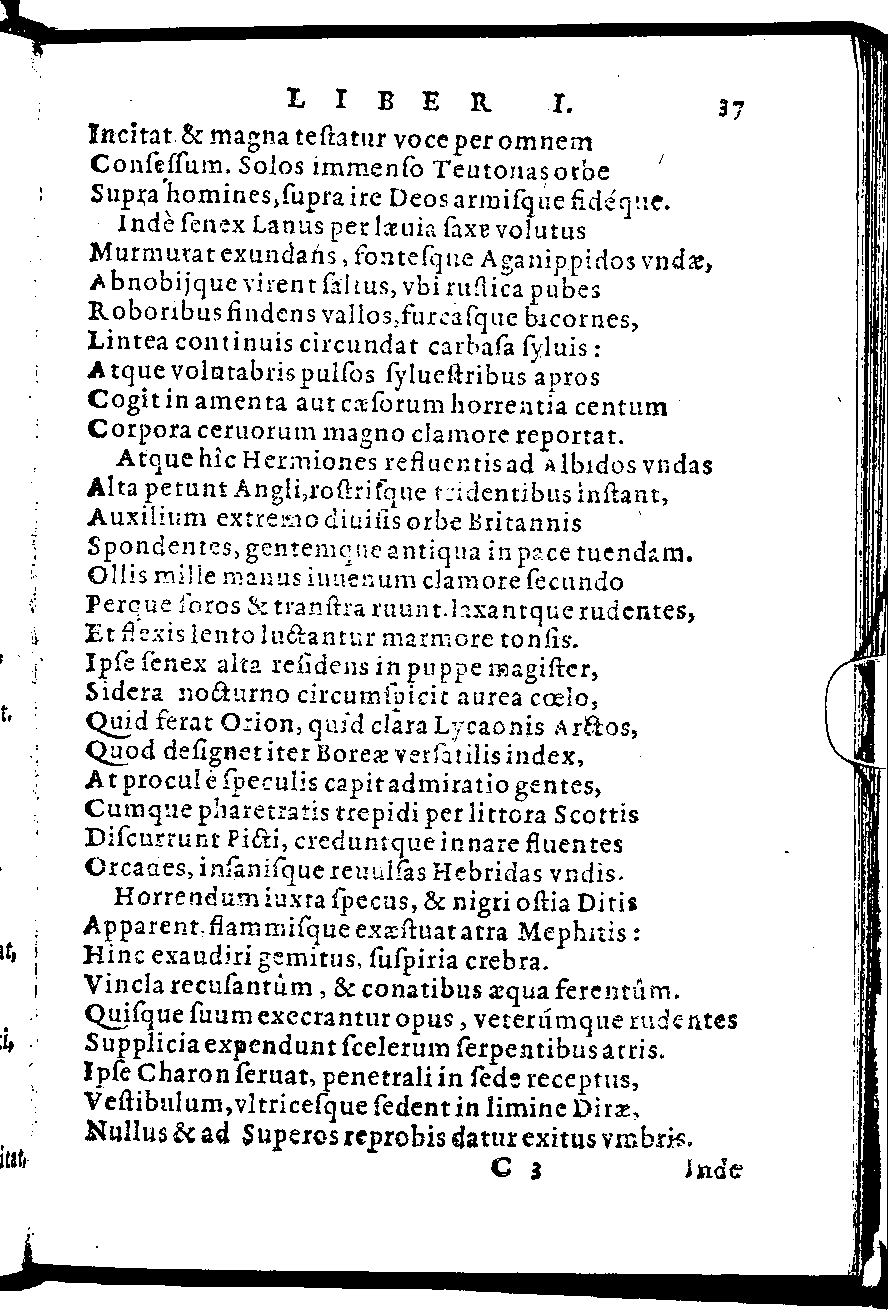 LIBER I. 37
Incitat & magna teſtatur voce per omnem
Conſeſſum. Solos immenſo Teutonas orbe
Supra homines, ſupra ire Deos armiſque fidéque.
Indè ſenex Lanus per læuia ſaxe volutus
Murmurat exundans, fonteſque Aganippidos vndæ,
Abnobijque virent ſaltus, vbi ruſtica pubes
Roboribus findens vallos, furcaſque bicornes,
Lintea continuis circundat carbaſa ſyluis:
Atque volutabris pulſos ſylueſtribus apros
Cogit in amenta aut cæſorum horrentia centum
Corpora ceruorum magno clamore reportat.
Atque hîc Hermiones refluentis ad Albidos vndas
Alta petunt Angli, roſtriſque tridentibus inſtant,
Auxilium extremo diuiſis orbe Britannis
Spondentes, gentemque antiqua in pace tuendam.
Ollis mille manus iuuenum clamore ſecundo
Perque foros & tranſtra ruunt. laxantque rudentes,
Et flexis lento luctantur marmore tonſis.
Ipſe ſenex alta reſidens in puppe magiſter,
Sidera nocturno circumſpicit aurea cœlo,
Quid ferat Orion, quid clara Lycaonis Arctos,
Quod deſignet iter Boreæ verſatilis index,
At procul è ſpeculis capit admiratio gentes,
Cumque pharetratis trepidi per littora Scottis
Diſcurrunt Picti, creduntque innare fluentes
Orcades, inſaniſque reuulſas Hebridas vndis.
Horrendum iuxta ſpecus, & nigri oſtia Ditis
Apparent, flammiſque exæſtuat atra Mephitis:
Hinc exaudiri gemitus, ſuſpiria crebra.
Vincla recuſantûm, & conatibus æqua ferentûm.
Quiſque ſuum execrantur opus, veterúmque rudentes
Supplicia expendunt ſcelerum ſerpentibus atris.
Ipſe Charon ſeruat, penetrali in ſede receptus,
Veſtibulum, vltriceſque ſedent in limine Diræ,
Nullus & ad Superos reprobis datur exitus vmbris.
C 3 Inde